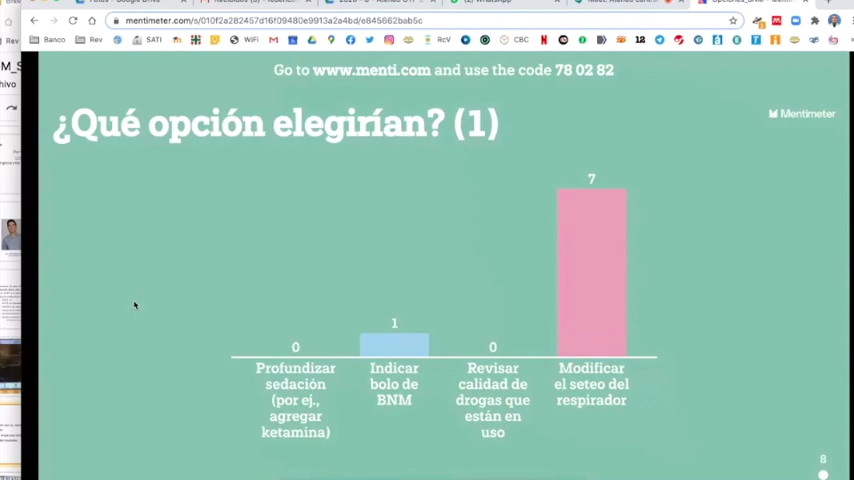 mentimeter.com/s/010f2a282457d16f09480e9913a2a4bd/e845662bab5c
Banco
Rev
SATI
WiFi
RcV
CBC
12
Go to www.menti.com and use the code 78 02 82
¿Qué opción elegirían? (1)
Mentimeter
7
1
0
0
Profundizar
sedación
(por ej.,
agregar
ketamina)
Indicar
bolo de
BNM
Revisar
calidad de
drogas que
están en
uso
Modificar
el seteo del
respirador
8